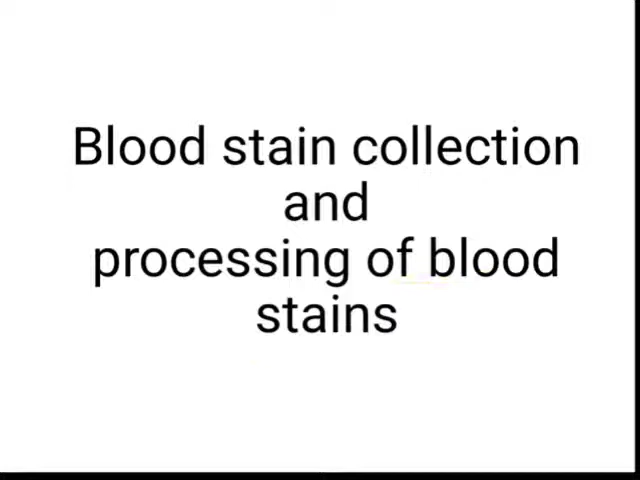 Blood stain collection
and
processing of blood
stains